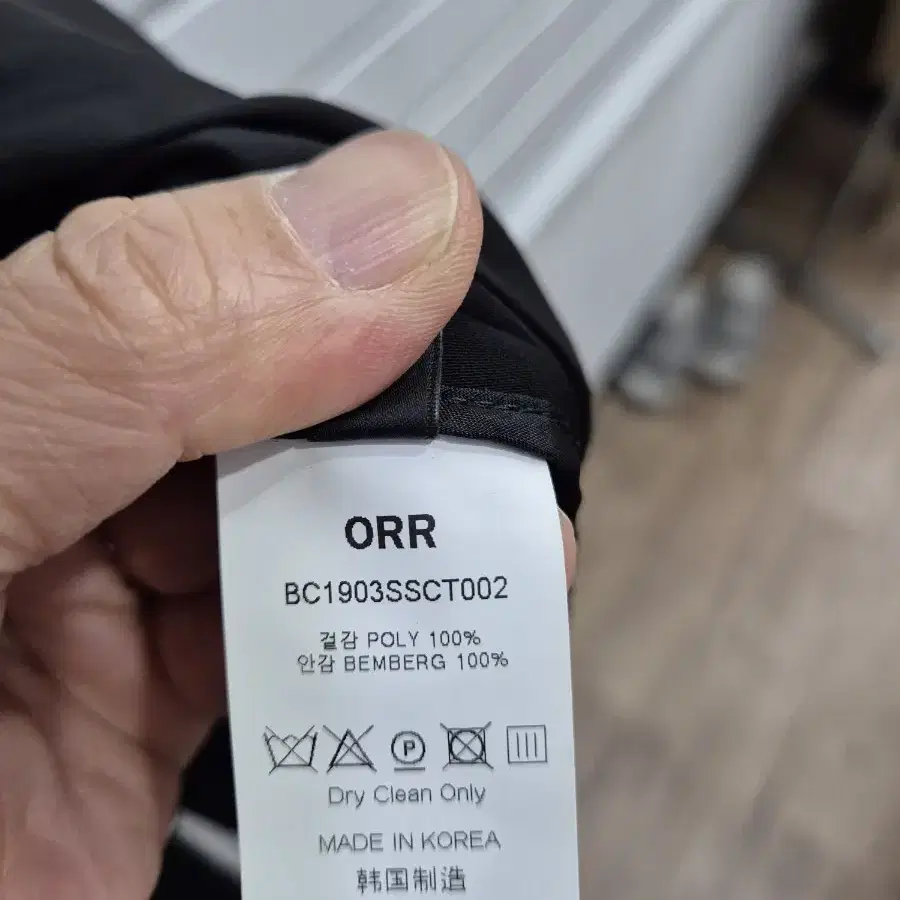 ORR
BC1903SSCT002
겉감 POLY 100%
안감 BEMBERG 100%
P
Dry Clean Only
MADE IN KOREA
韩国制造